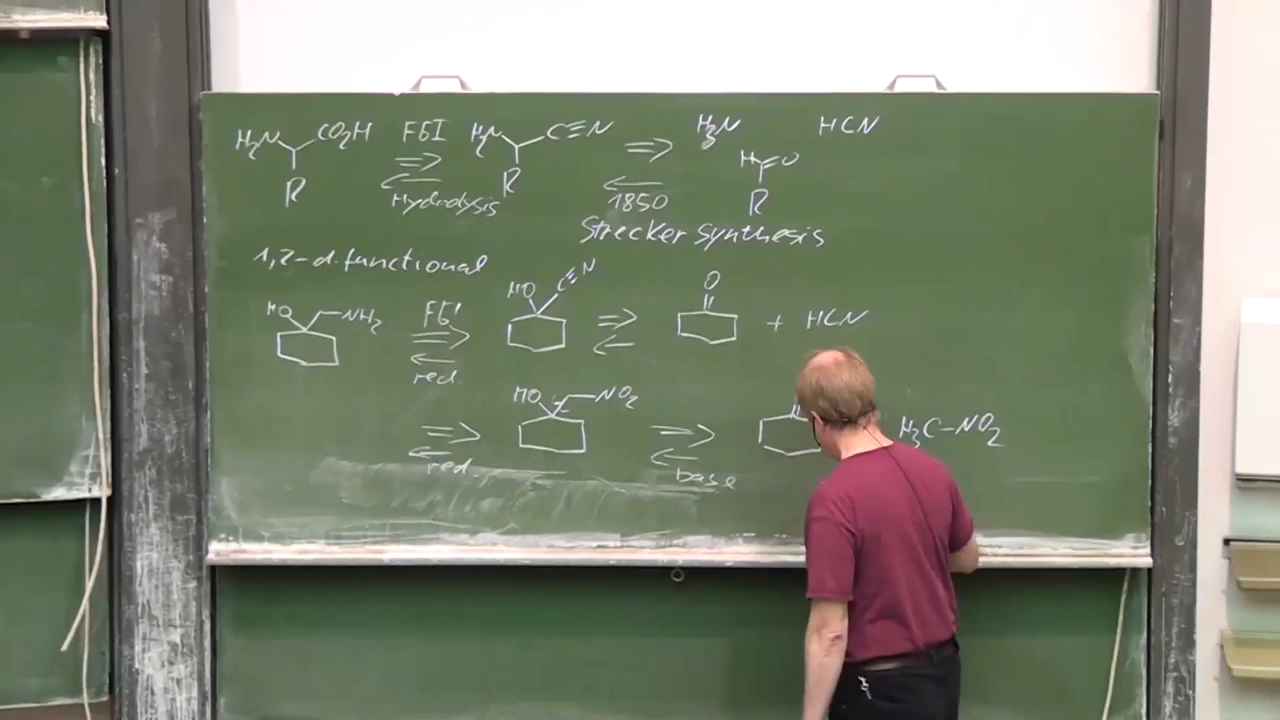 H2N CO2H FGI H2N C≡N ⇒ H3N HCN
H O
R Hydrolysis R 1850 R
Strecker Synthesis
1,2-difunctional
HO NH2 FGI HO C≡N ⇒ O + HCN
red.
⇒ HO NO2 ⇒ H3C-NO2
red. base